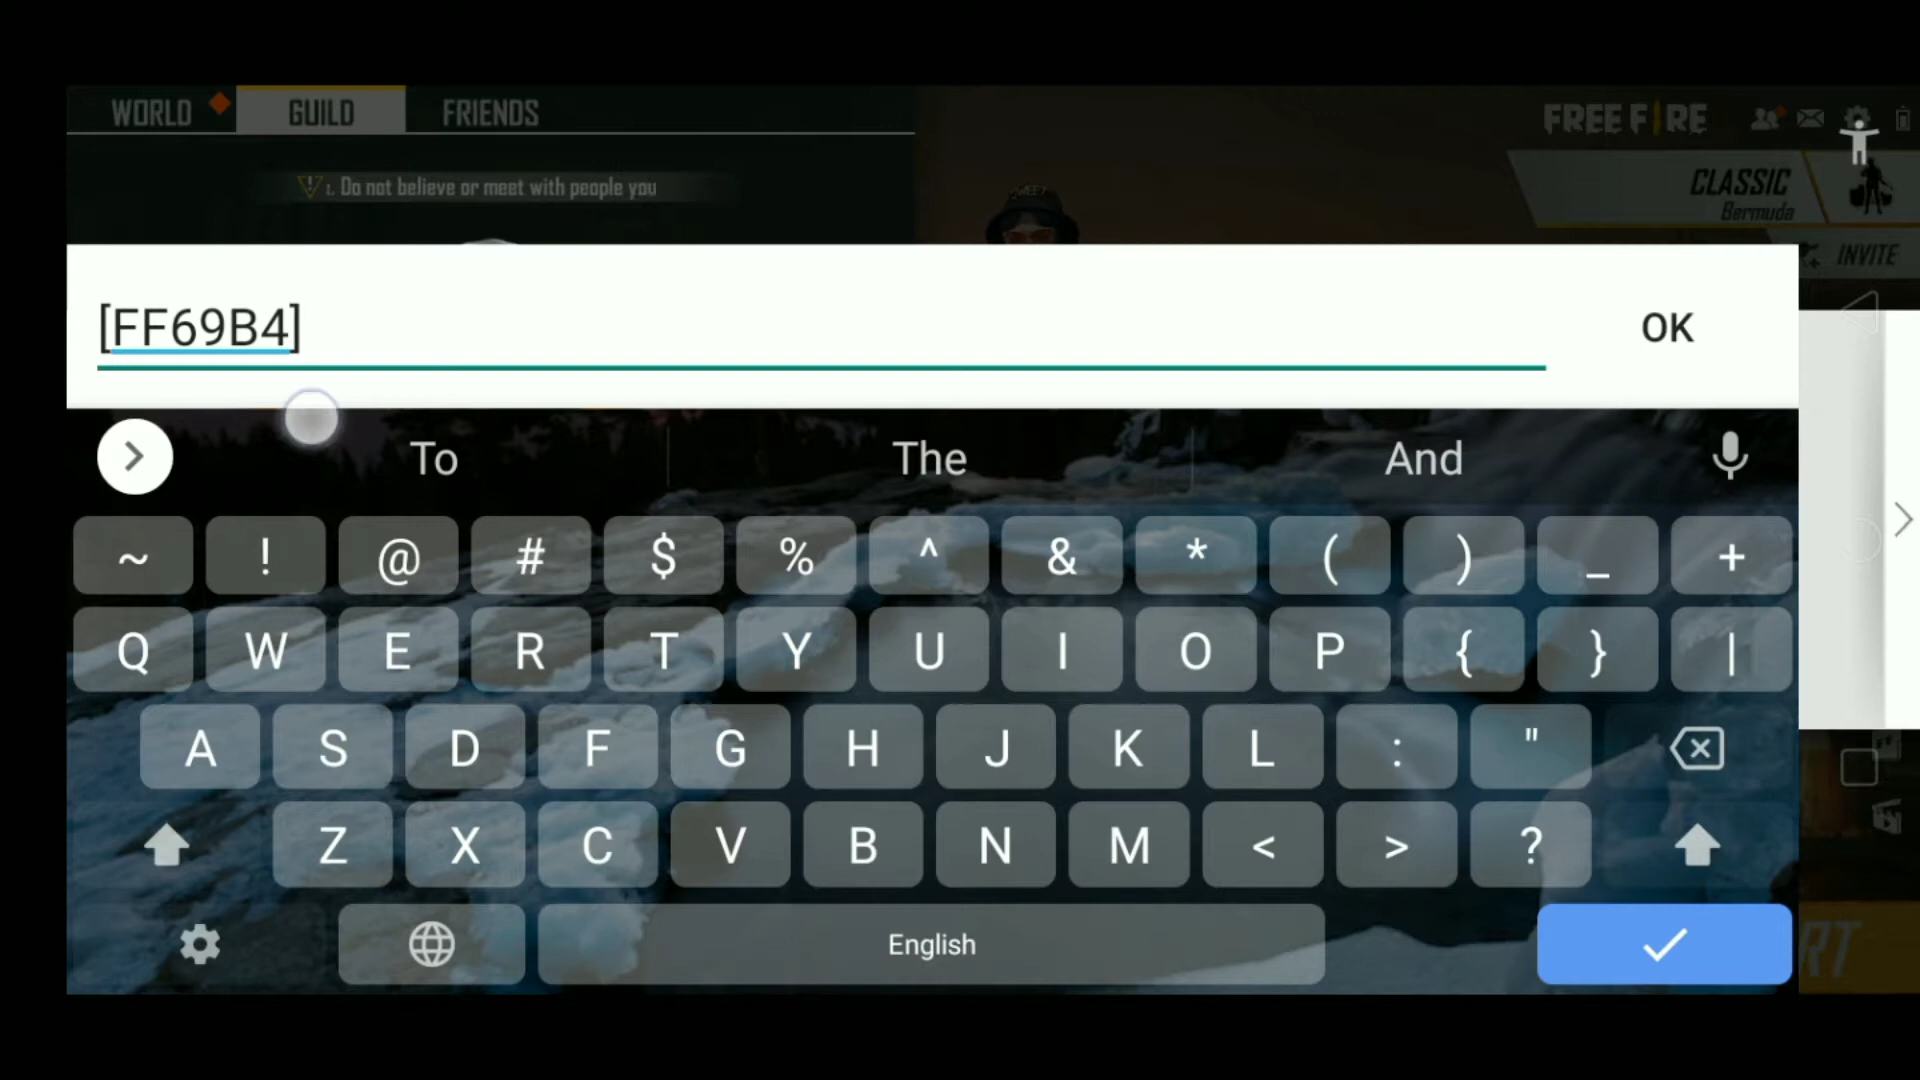 WORLD GUILD FRIENDS
FREE FIRE
! 1. Do not believe or meet with people you
CLASSIC
Bermuda
INVITE
[FF69B4]
OK
To The And
~ ! @ # $ % ^ & * ( ) _ +
Q W E R T Y U I O P { } |
A S D F G H J K L : "
Z X C V B N M < > ?
English
RT